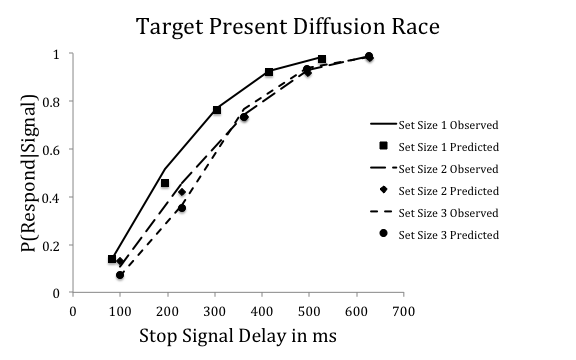 Target Present Diffusion Race
P(Respond|Signal)
1
0.8
0.6
0.4
0.2
0
0 100 200 300 400 500 600 700
Stop Signal Delay in ms
Set Size 1 Observed
Set Size 1 Predicted
Set Size 2 Observed
Set Size 2 Predicted
Set Size 3 Observed
Set Size 3 Predicted